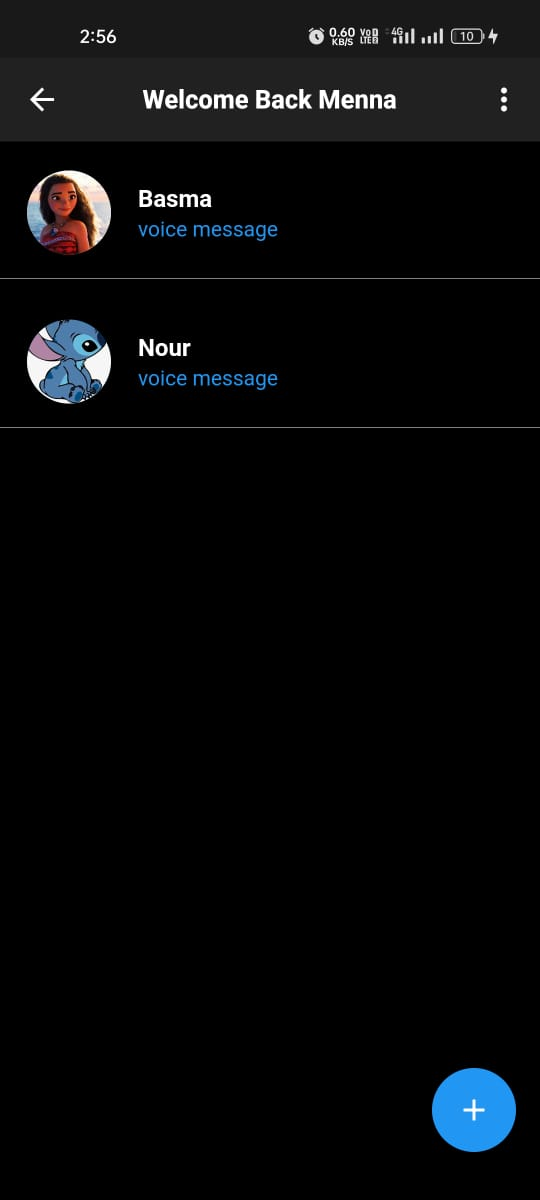 2:56
0.60
KB/S
4G
10
Welcome Back Menna
Basma
voice message
Nour
voice message